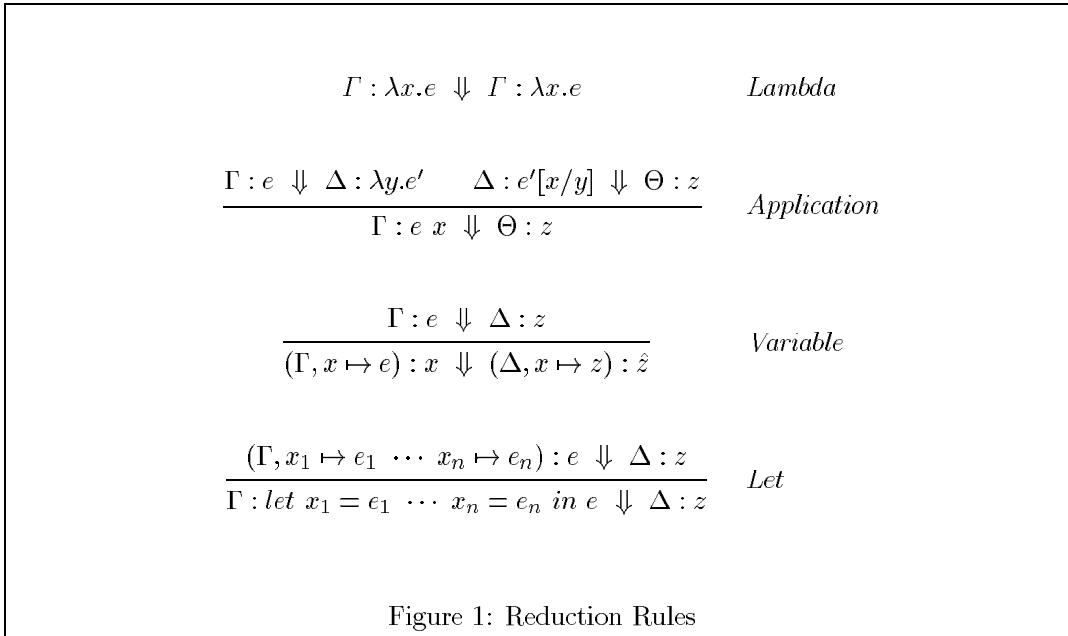 Γ : λx.e ⇓ Γ : λx.e Lambda
Γ : e ⇓ Δ : λy.e′ Δ : e′[x/y] ⇓ Θ : z
Γ : e x ⇓ Θ : z Application
Γ : e ⇓ Δ : z
(Γ, x ↦ e) : x ⇓ (Δ, x ↦ z) : ẑ Variable
(Γ, x₁ ↦ e₁ ⋯ xₙ ↦ eₙ) : e ⇓ Δ : z
Γ : let x₁ = e₁ ⋯ xₙ = eₙ in e ⇓ Δ : z Let
Figure 1: Reduction Rules